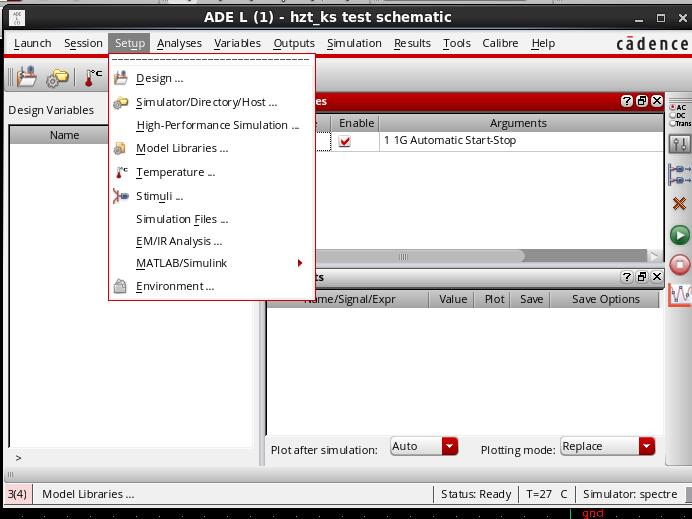 ADE L (1) - hzt_ks test schematic
Launch Session Setup Analyses Variables Outputs Simulation Results Tools Calibre Help cādence
Design ...
Simulator/Directory/Host ...
High-Performance Simulation ...
Model Libraries ...
Temperature ...
Stimuli ...
Simulation Files ...
EM/IR Analysis ...
MATLAB/Simulink
Environment ...
°C
Design Variables
Name
Enable Arguments
1 1G Automatic Start-Stop
AC
DC
Trans
Name/Signal/Expr Value Plot Save Save Options
Plot after simulation: Auto Plotting mode: Replace
>
3(4) Model Libraries ... Status: Ready T=27 C Simulator: spectre
gnd